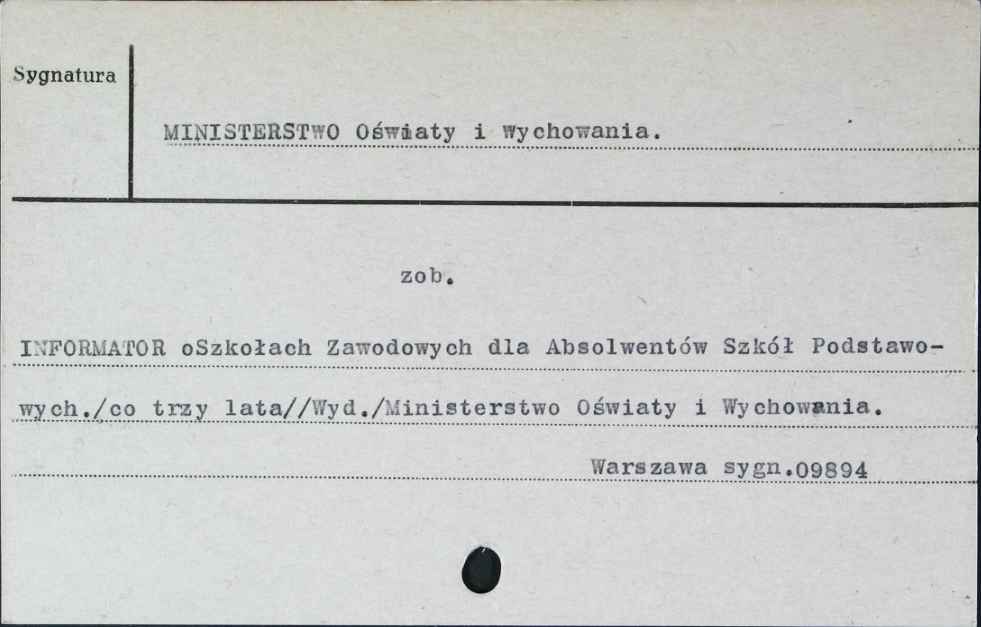 Sygnatura
MINISTERSTWO Oświaty i Wychowania.
zob.
INFORMATOR oSzkołach Zawodowych dla Absolwentów Szkół Podstawo-
wych./co trzy lata//Wyd./Ministerstwo Oświaty i Wychowania.
Warszawa sygn.09894